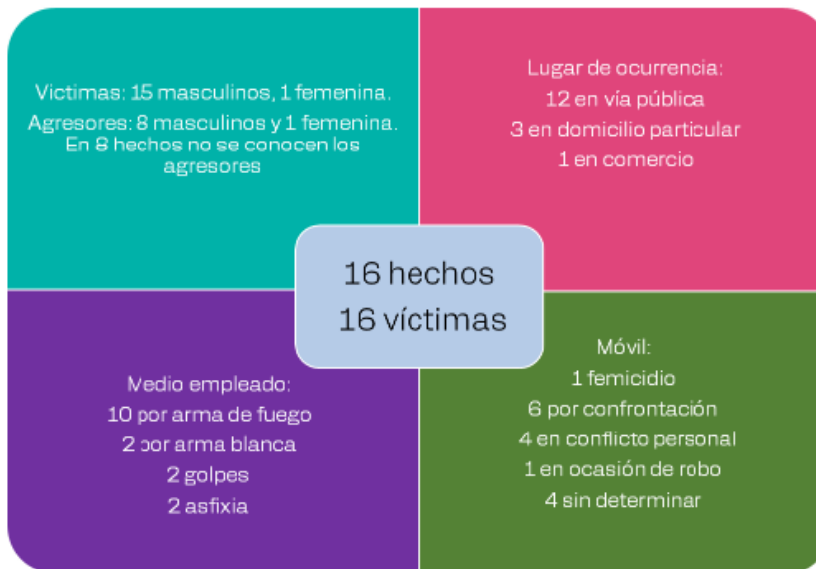 Victimas: 15 masculinos, 1 femenina.
Agresores: 8 masculinos y 1 femenina.
En 8 hechos no se conocen los
agresores
Lugar de ocurrencia:
12 en vía pública
3 en domicilio particular
1 en comercio
16 hechos
16 víctimas
Medio empleado:
10 por arma de fuego
2 por arma blanca
2 golpes
2 asfixia
Móvil:
1 femicidio
6 por confrontación
4 en conflicto personal
1 en ocasión de robo
4 sin determinar